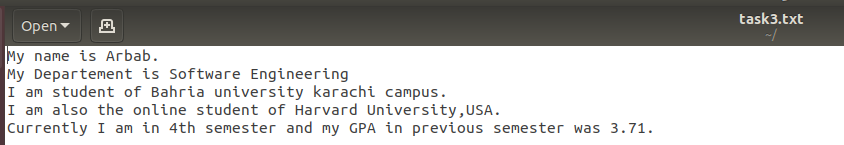 Open
task3.txt
~/
My name is Arbab.
My Departement is Software Engineering
I am student of Bahria university karachi campus.
I am also the online student of Harvard University,USA.
Currently I am in 4th semester and my GPA in previous semester was 3.71.